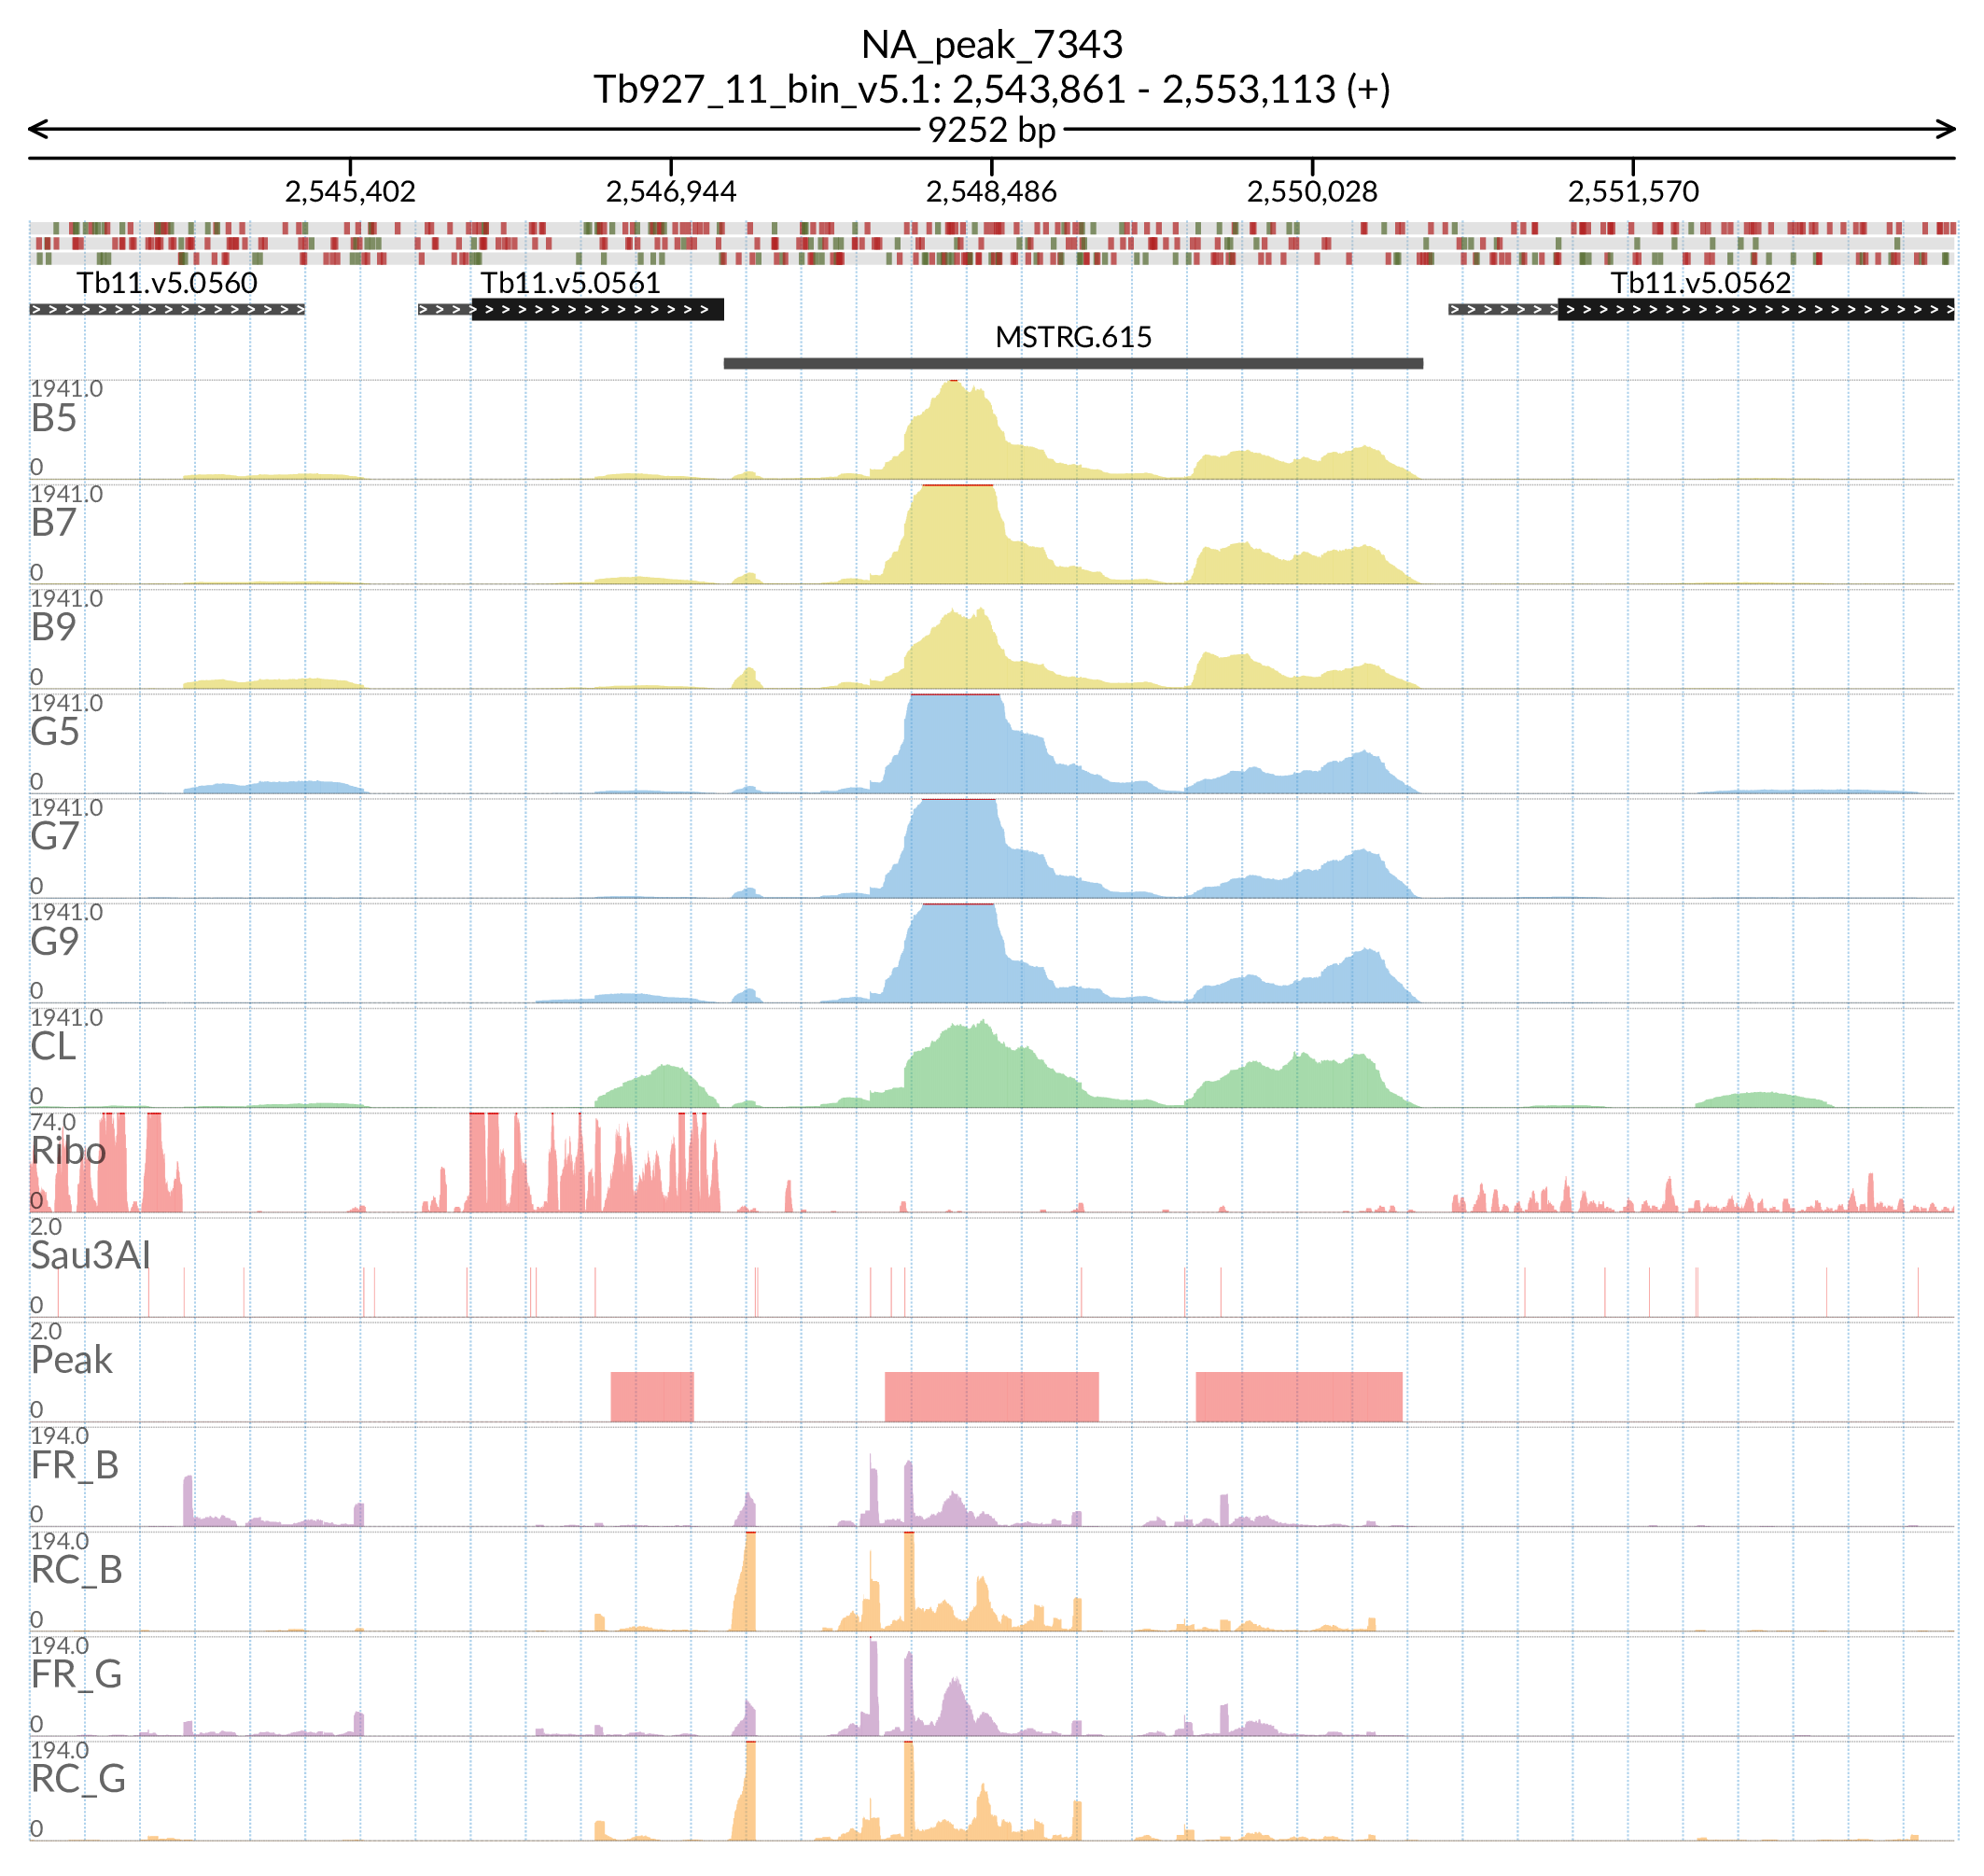 NA_peak_7343
Tb927_11_bin_v5.1: 2,543,861 - 2,553,113 (+)
9252 bp
2,545,402 2,546,944 2,548,486 2,550,028 2,551,570
Tb11.v5.0560 Tb11.v5.0561 Tb11.v5.0562
MSTRG.615
1941.0
B5
0
1941.0
B7
0
1941.0
B9
0
1941.0
G5
0
1941.0
G7
0
1941.0
G9
0
1941.0
CL
0
74.0
Ribo
0
2.0
Sau3AI
0
2.0
Peak
0
194.0
FR_B
0
194.0
RC_B
0
194.0
FR_G
0
194.0
RC_G
0